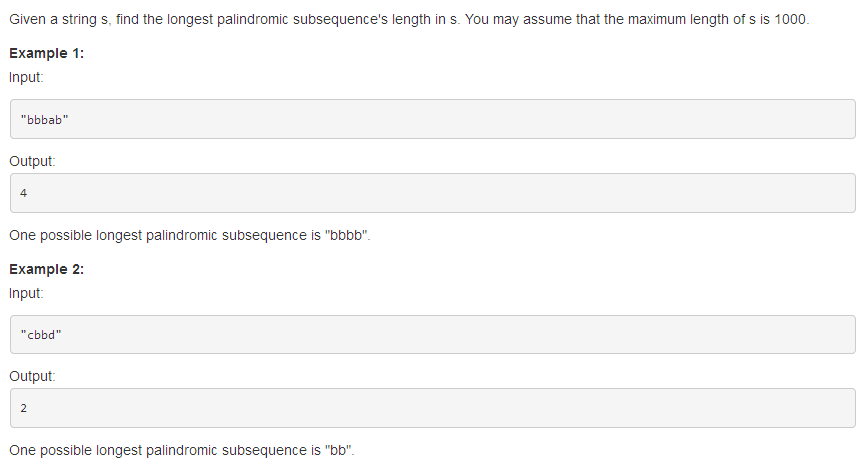 Given a string s, find the longest palindromic subsequence's length in s. You may assume that the maximum length of s is 1000.
Example 1:
Input:
"bbbab"
Output:
4
One possible longest palindromic subsequence is "bbbb".
Example 2:
Input:
"cbbd"
Output:
2
One possible longest palindromic subsequence is "bb".